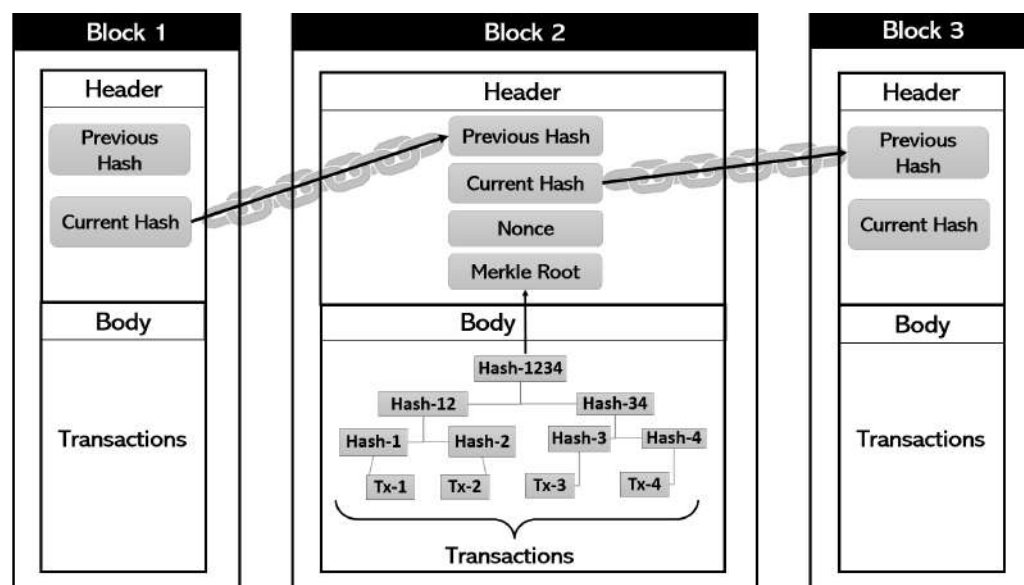 Block 1
Header
Previous
Hash
Current Hash
Body
Transactions
Block 2
Header
Previous Hash
Current Hash
Nonce
Merkle Root
Body
Hash-1234
Hash-12 Hash-34
Hash-1 Hash-2 Hash-3 Hash-4
Tx-1 Tx-2 Tx-3 Tx-4
Transactions
Block 3
Header
Previous
Hash
Current Hash
Body
Transactions